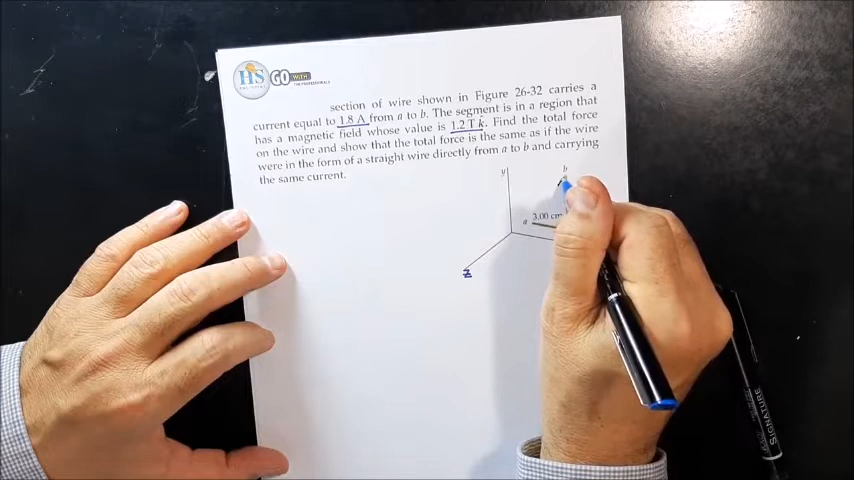 HS
GO WITH
THE PROFESSIONALS
section of wire shown in Figure 26-32 carries a
current equal to 1.8 A from a to b. The segment is in a region that
has a magnetic field whose value is 1.2 T k. Find the total force
on the wire and show that the total force is the same as if the wire
were in the form of a straight wire directly from a to b and carrying
the same current.
y
b
a 3.00 cm
z
SIGNATURE